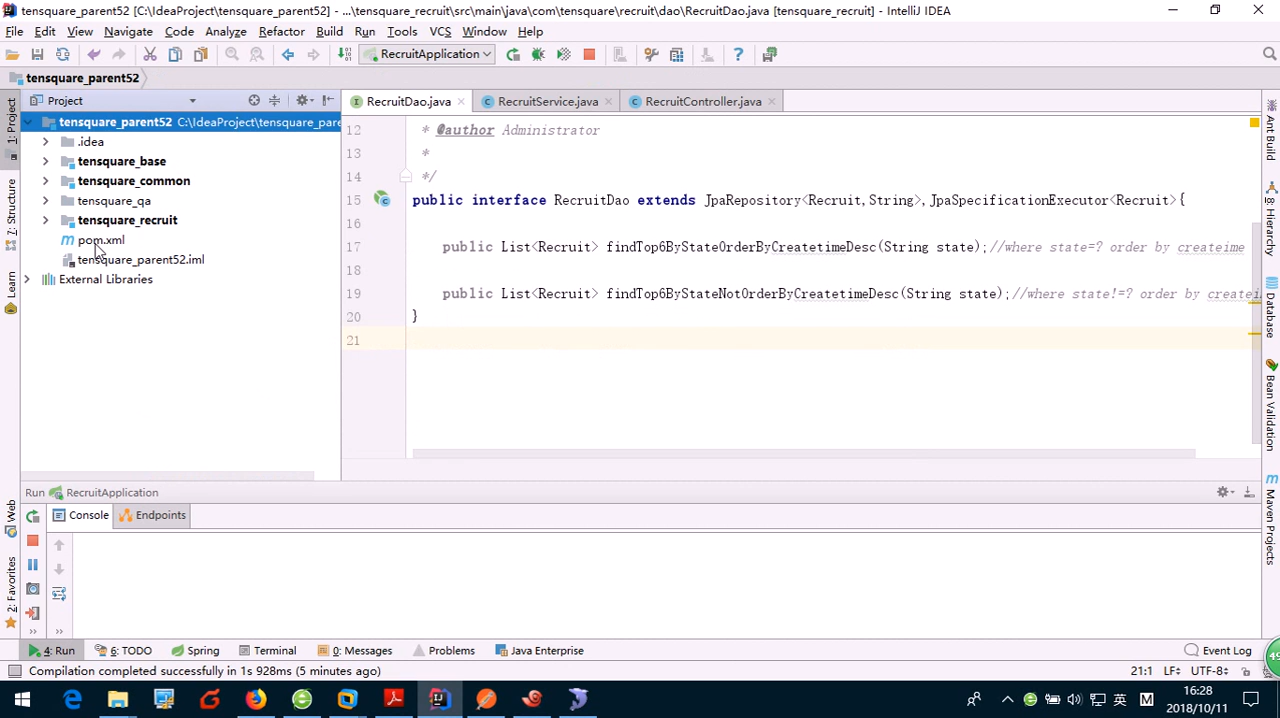 tensquare_parent52 [C:\IdeaProject\tensquare_parent52] - ...\tensquare_recruit\src\main\java\com\tensquare\recruit\dao\RecruitDao.java [tensquare_recruit] - IntelliJ IDEA
File Edit View Navigate Code Analyze Refactor Build Run Tools VCS Window Help
RecruitApplication
tensquare_parent52
1: Project
Z: Structure
Learn
Web
2: Favorites
Project
tensquare_parent52 C:\IdeaProject\tensquare_pare
.idea
tensquare_base
tensquare_common
tensquare_qa
tensquare_recruit
pom.xml
tensquare_parent52.iml
External Libraries
RecruitDao.java RecruitService.java RecruitController.java
12 * @author Administrator
13 *
14 */
15 public interface RecruitDao extends JpaRepository<Recruit,String>,JpaSpecificationExecutor<Recruit>{
16
17 public List<Recruit> findTop6ByStateOrderByCreatetimeDesc(String state);//where state=? order by createime
18
19 public List<Recruit> findTop6ByStateNotOrderByCreatetimeDesc(String state);//where state!=? order by createi
20 }
21
Ant Build
8: Hierarchy
Database
Bean Validation
Maven Projects
Run RecruitApplication
Console Endpoints
4: Run 6: TODO Spring Terminal 0: Messages Problems Java Enterprise Event Log
Compilation completed successfully in 1s 928ms (5 minutes ago) 21:1 LF÷ UTF-8÷
49
英 M 16:28
2018/10/11